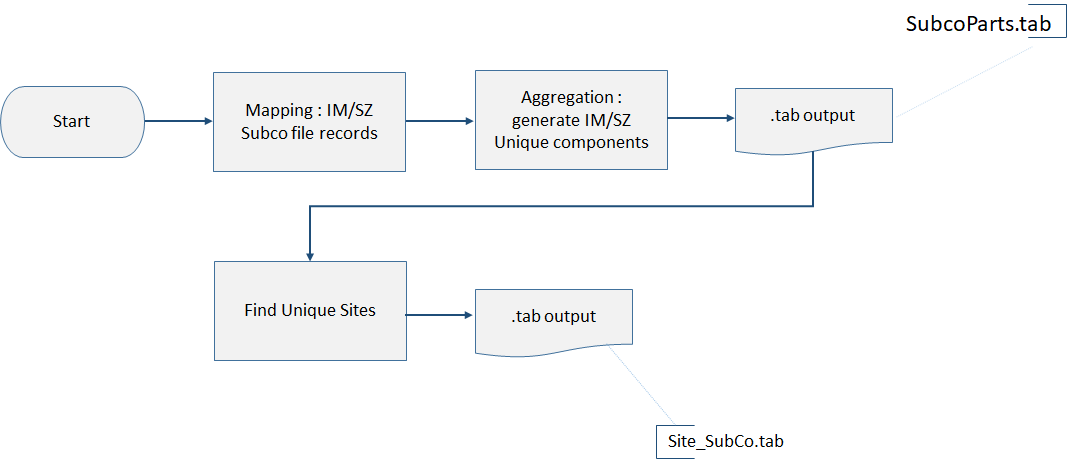 SubcoParts.tab
Start
Mapping : IM/SZ
Subco file records
Aggregation :
generate IM/SZ
Unique components
.tab output
Find Unique Sites
.tab output
Site_SubCo.tab